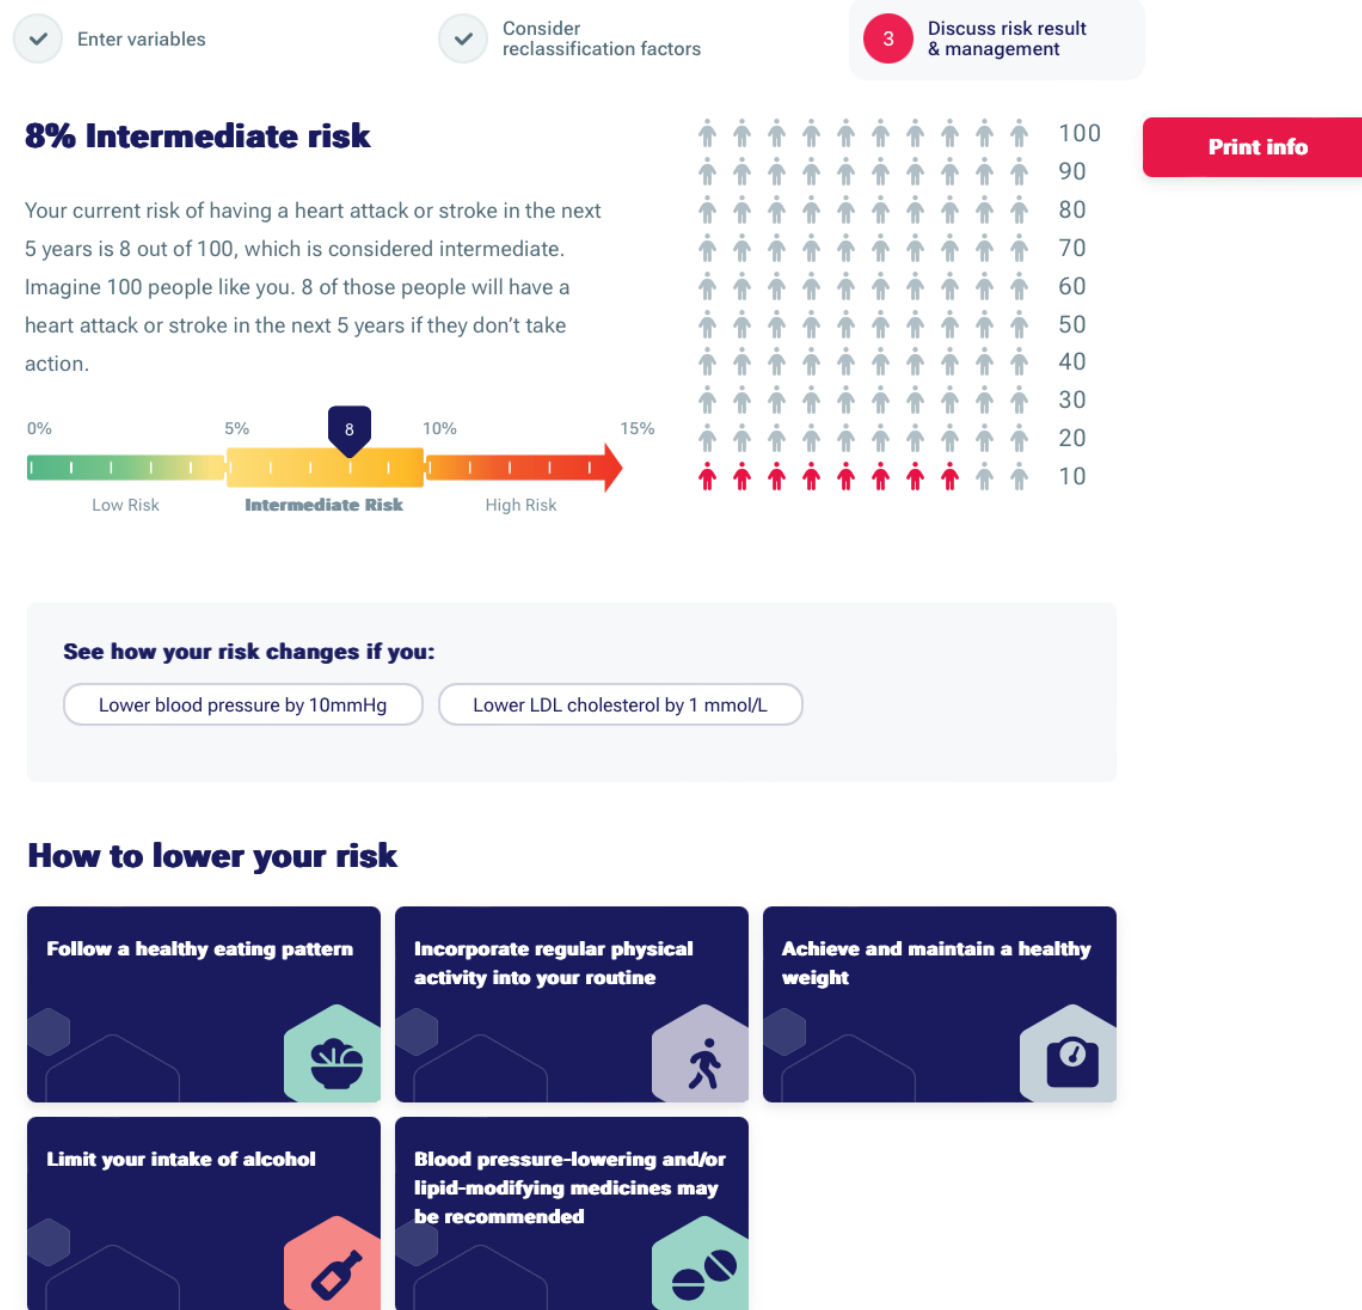 Enter variables
Consider
reclassification factors
3
Discuss risk result
& management
8% Intermediate risk
Print info
Your current risk of having a heart attack or stroke in the next
5 years is 8 out of 100, which is considered intermediate.
Imagine 100 people like you. 8 of those people will have a
heart attack or stroke in the next 5 years if they don’t take
action.
0%
5%
8
10%
15%
Low Risk
Intermediate Risk
High Risk
100
90
80
70
60
50
40
30
20
10
See how your risk changes if you:
Lower blood pressure by 10mmHg
Lower LDL cholesterol by 1 mmol/L
How to lower your risk
Follow a healthy eating pattern
Incorporate regular physical
activity into your routine
Achieve and maintain a healthy
weight
Limit your intake of alcohol
Blood pressure-lowering and/or
lipid-modifying medicines may
be recommended